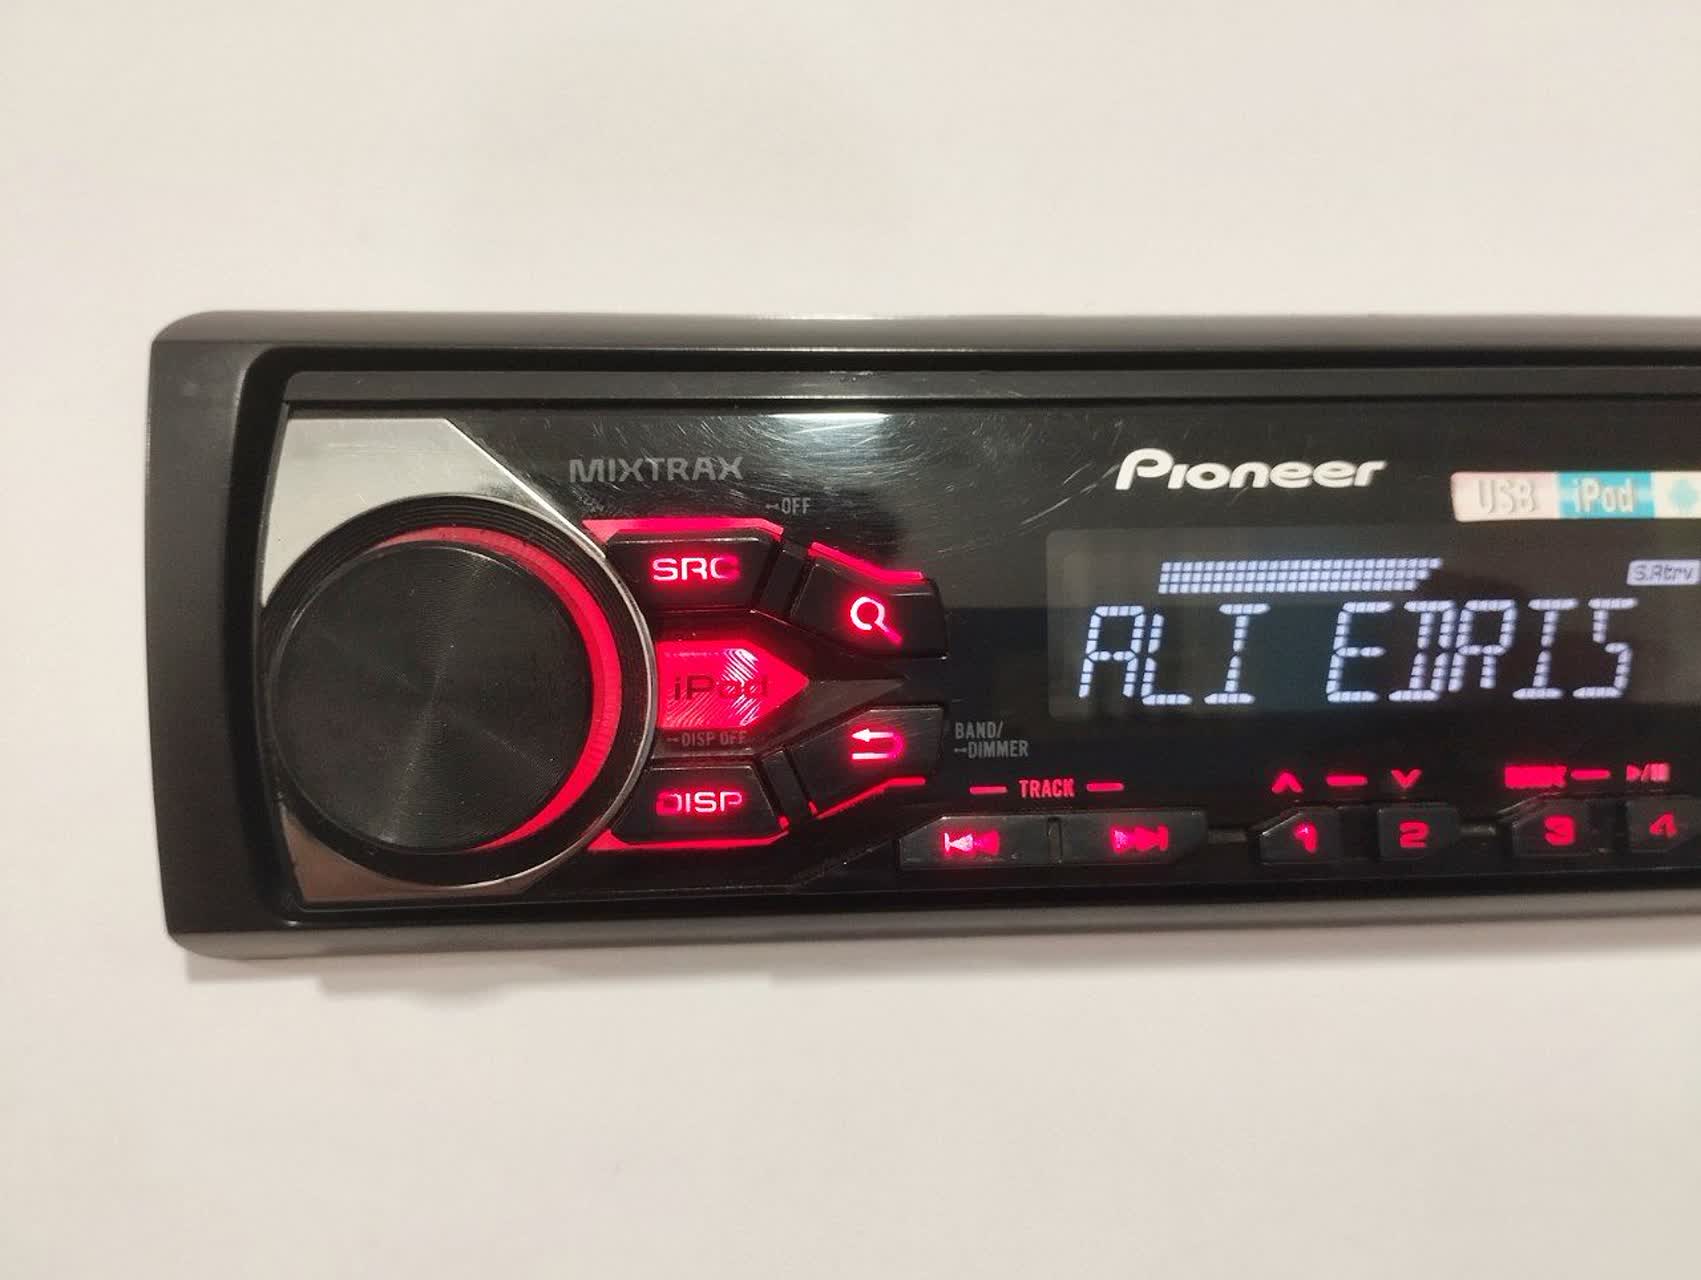 MIXTRAX
Pioneer
USB iPod
OFF
SRC
S.Rtrv
ALI EDRIS
iPod
DISP OFF
BAND/
DIMMER
DISP
TRACK
1 2 3 4